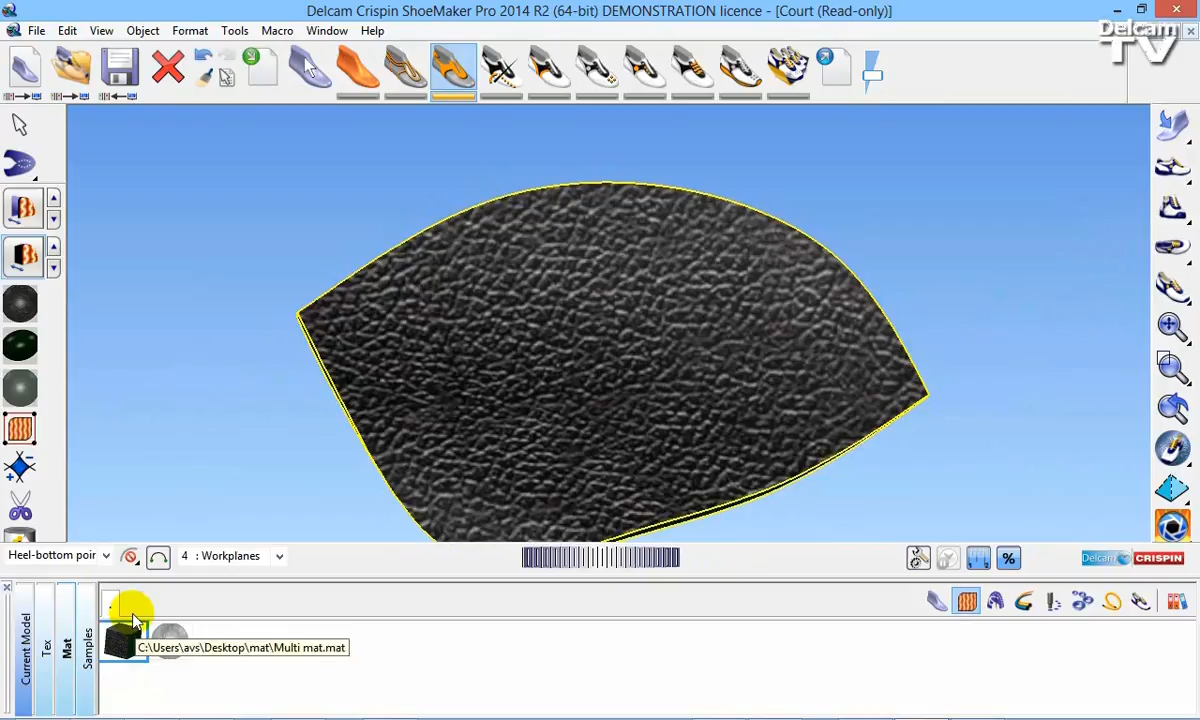 Delcam Crispin ShoeMaker Pro 2014 R2 (64-bit) DEMONSTRATION licence - [Court (Read-only)]
File Edit View Object Format Tools Macro Window Help
Delcam
TV
Heel-bottom poir
4 : Workplanes
%
Delcam CRISPIN
Current Model
Tex
Mat
Samples
C:\Users\avs\Desktop\mat\Multi mat.mat